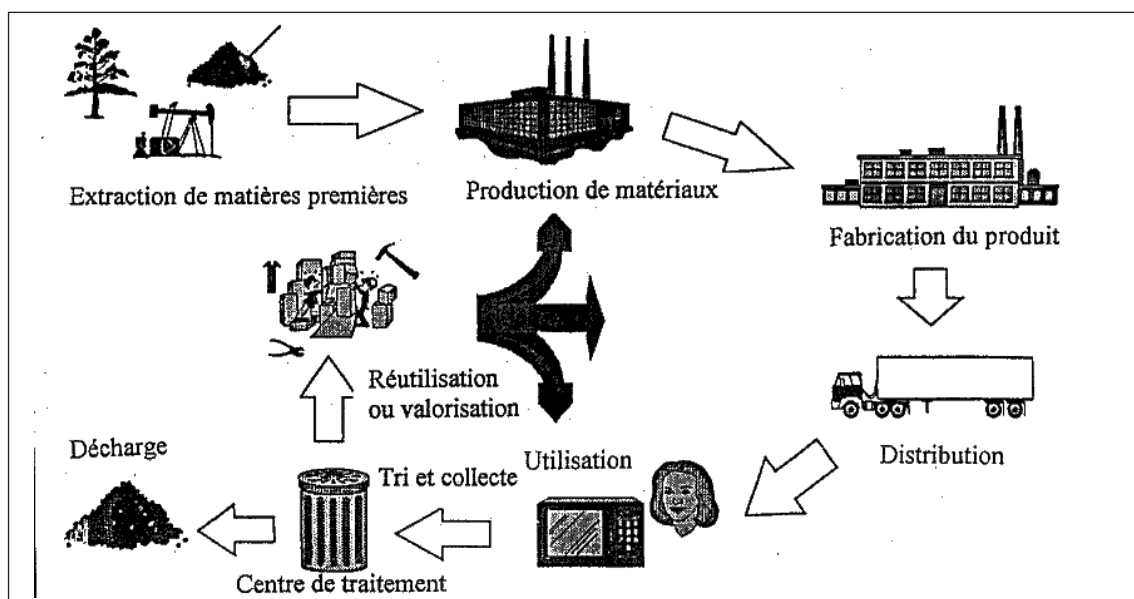 Extraction de matières premières
Production de matériaux
Fabrication du produit
Distribution
Utilisation
Tri et collecte
Centre de traitement
Décharge
Réutilisation
ou valorisation